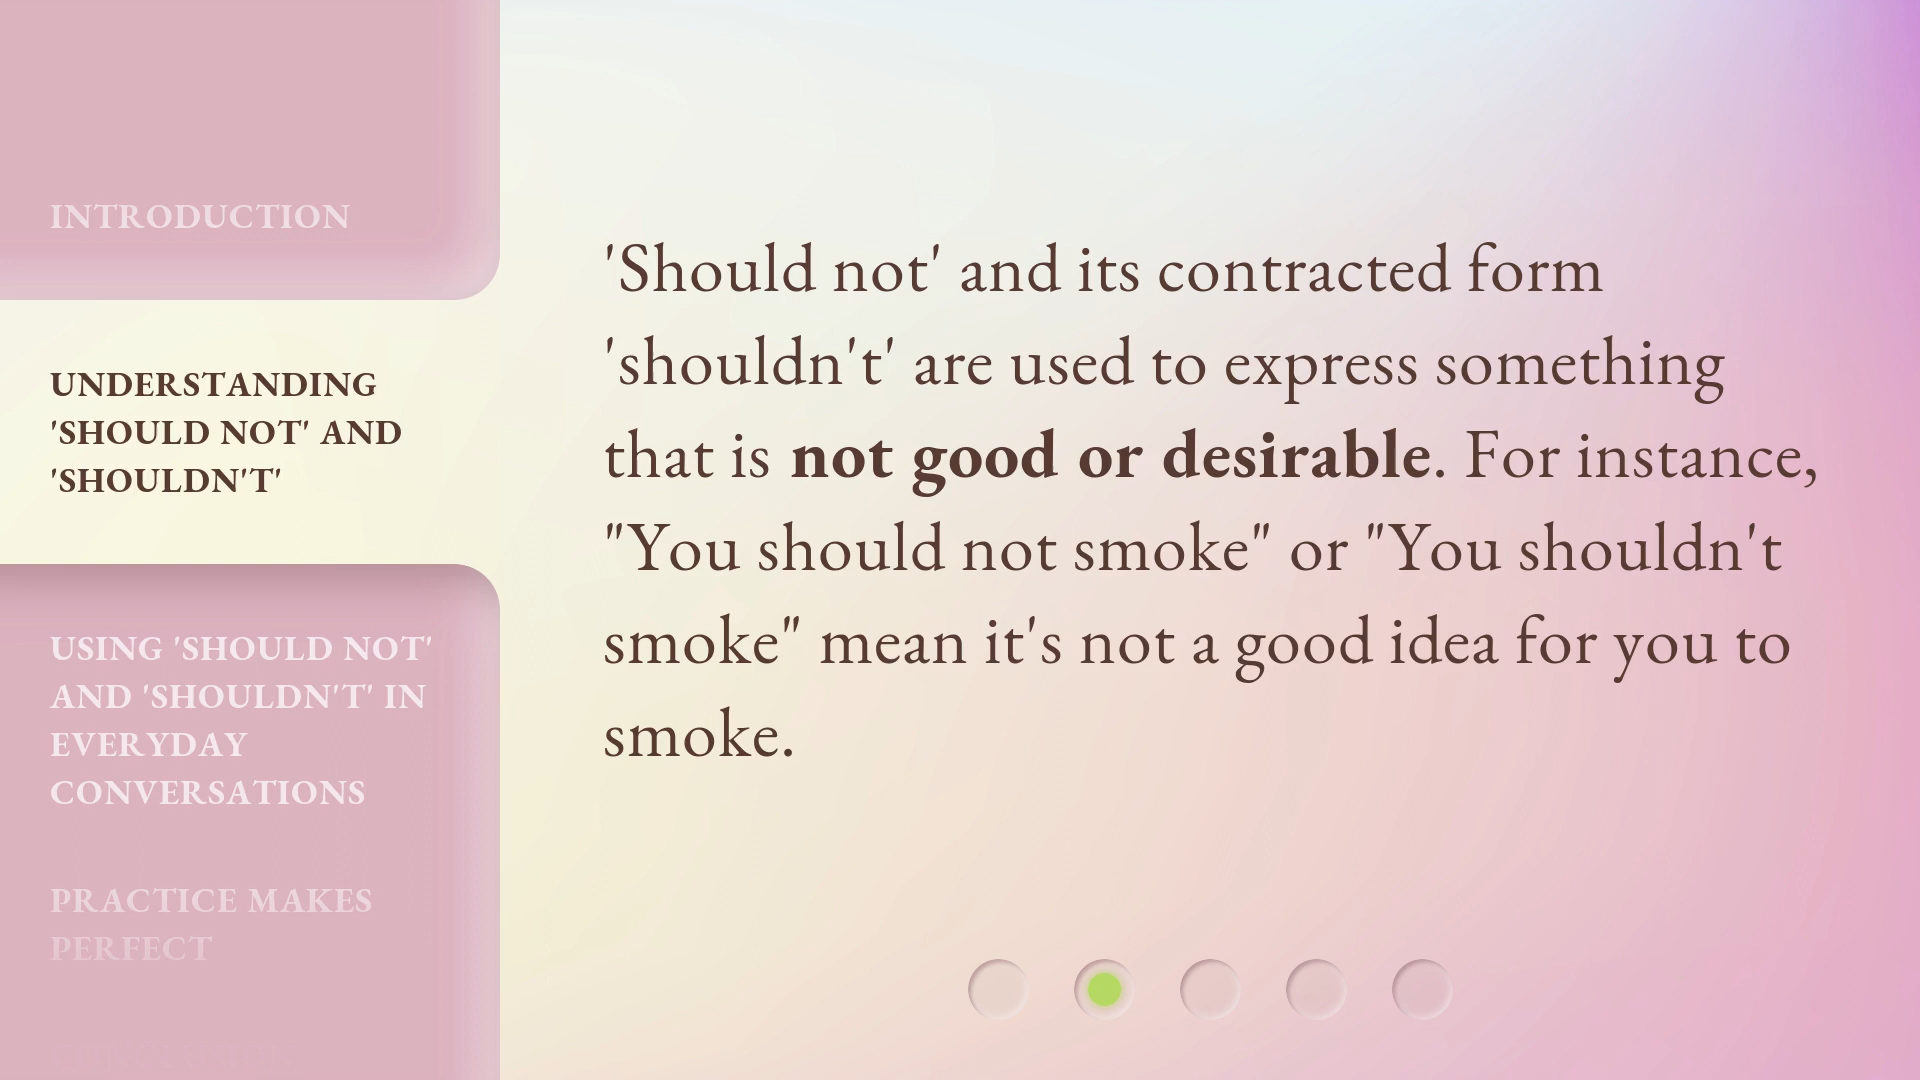 INTRODUCTION
UNDERSTANDING
'SHOULD NOT' AND
'SHOULDN'T'
USING 'SHOULD NOT'
AND 'SHOULDN'T' IN
EVERYDAY
CONVERSATIONS
PRACTICE MAKES
PERFECT
'Should not' and its contracted form
'shouldn't' are used to express something
that is not good or desirable. For instance,
"You should not smoke" or "You shouldn't
smoke" mean it's not a good idea for you to
smoke.